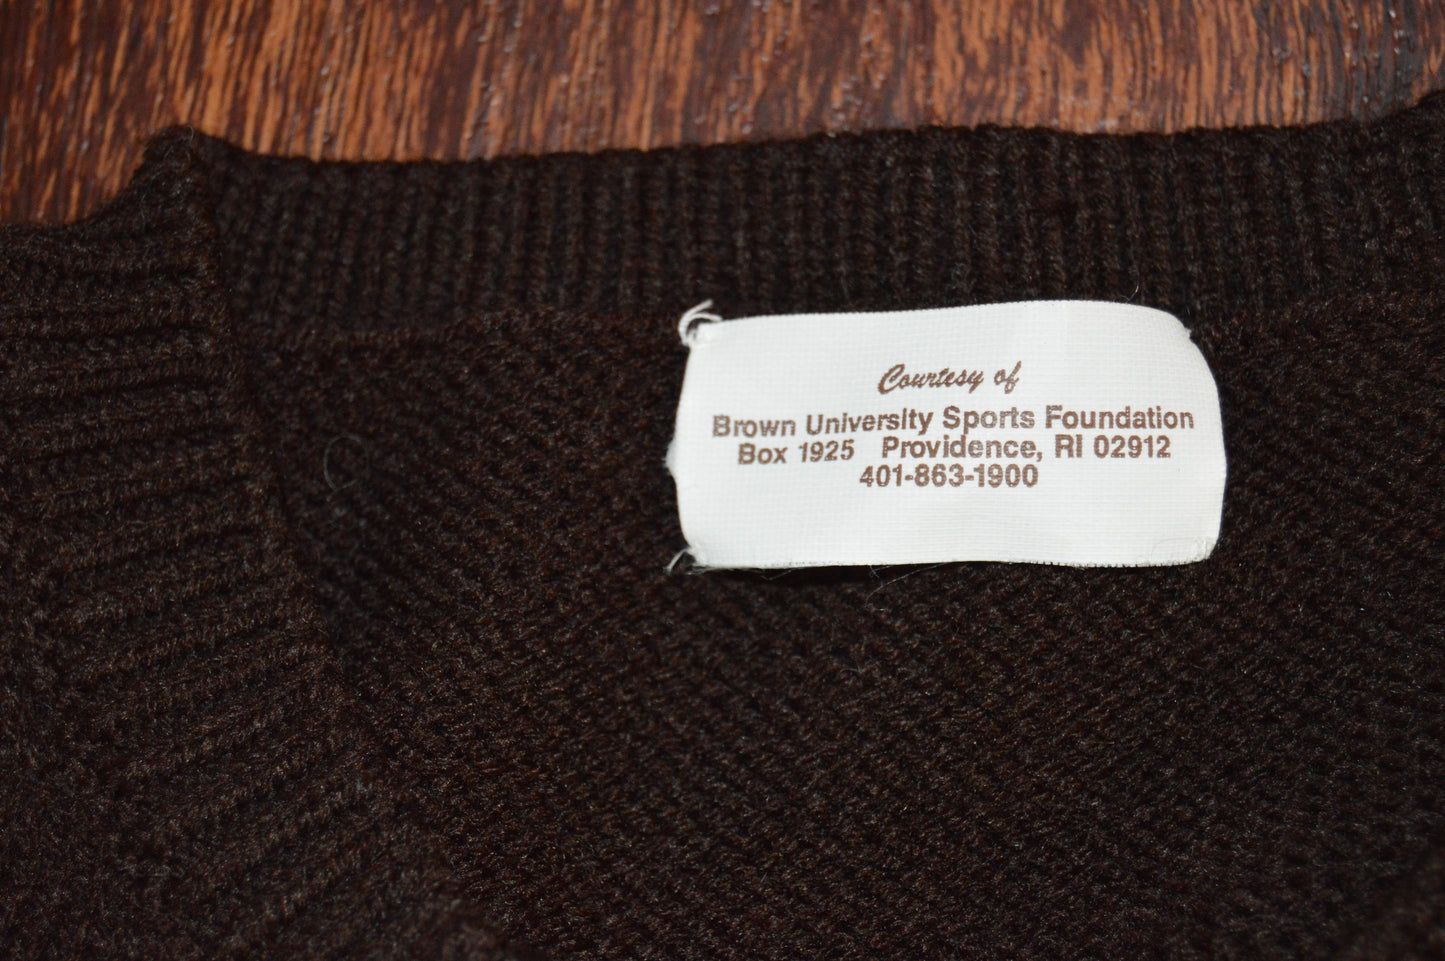 Courtesy of
Brown University Sports Foundation
Box 1925 Providence, RI 02912
401-863-1900